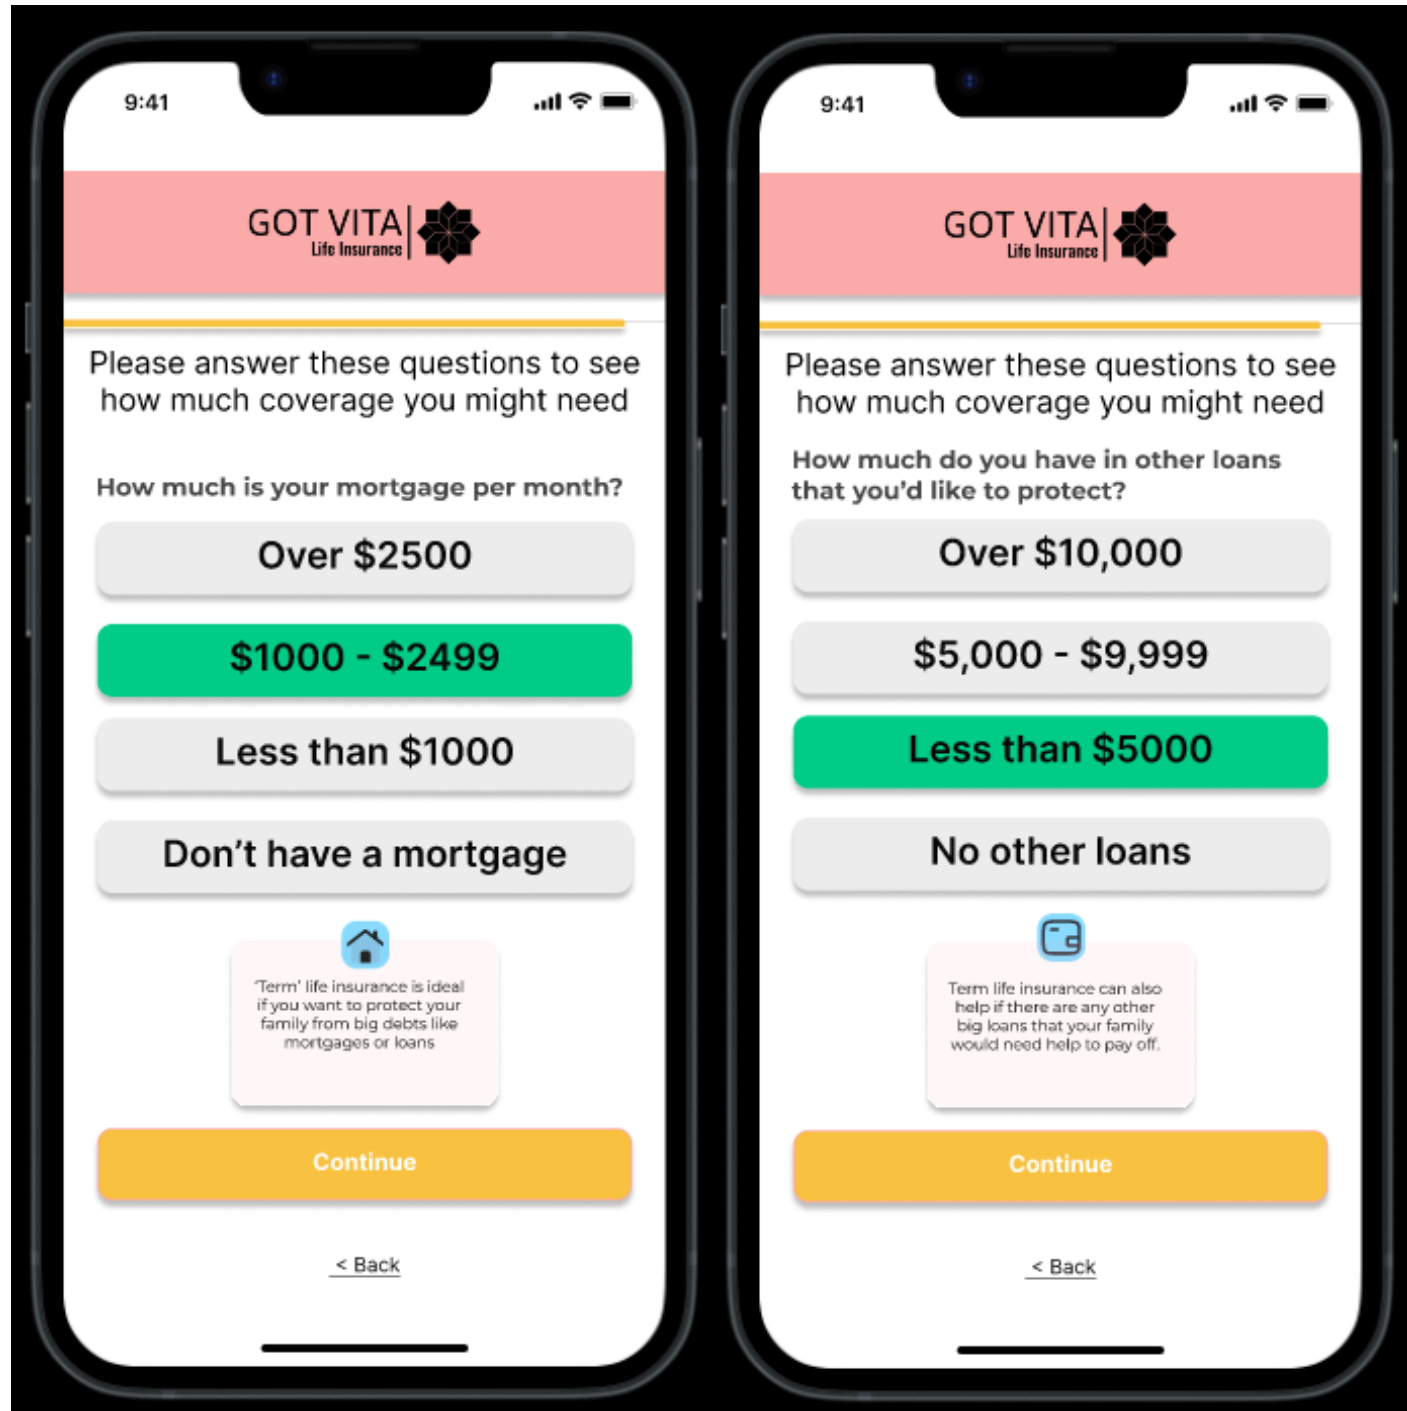 9:41
GOT VITA
Life Insurance
Please answer these questions to see
how much coverage you might need
How much is your mortgage per month?
Over $2500
$1000 - $2499
Less than $1000
Don't have a mortgage
'Term' life insurance is ideal
if you want to protect your
family from big debts like
mortgages or loans
Continue
< Back
9:41
GOT VITA
Life Insurance
Please answer these questions to see
how much coverage you might need
How much do you have in other loans
that you'd like to protect?
Over $10,000
$5,000 - $9,999
Less than $5000
No other loans
Term life insurance can also
help if there are any other
big loans that your family
would need help to pay off.
Continue
< Back